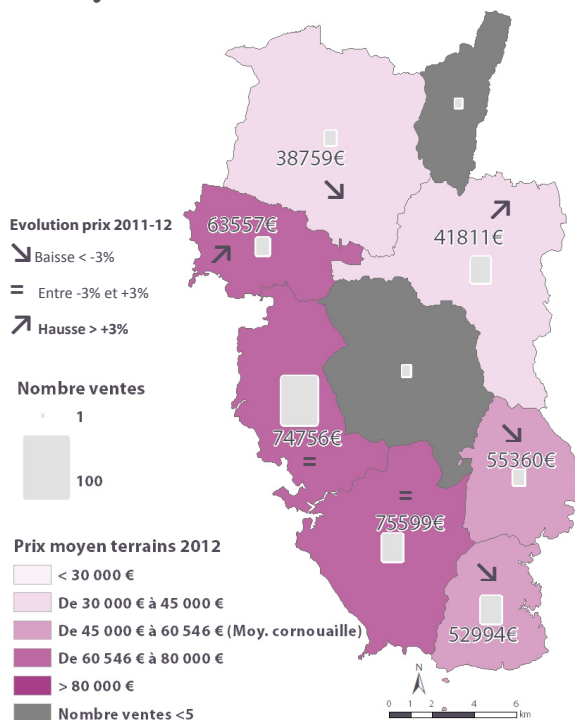 38759€
63557€
41811€
Evolution prix 2011-12
Baisse < -3%
= Entre -3% et +3%
Hausse > +3%
Nombre ventes
1
100
74756€
=
55360€
=
75599€
52994€
Prix moyen terrains 2012
< 30 000 €
De 30 000 € à 45 000 €
De 45 000 € à 60 546 € (Moy. cornouaille)
De 60 546 € à 80 000 €
> 80 000 €
Nombre ventes <5
N
0 1 2 4 6
km